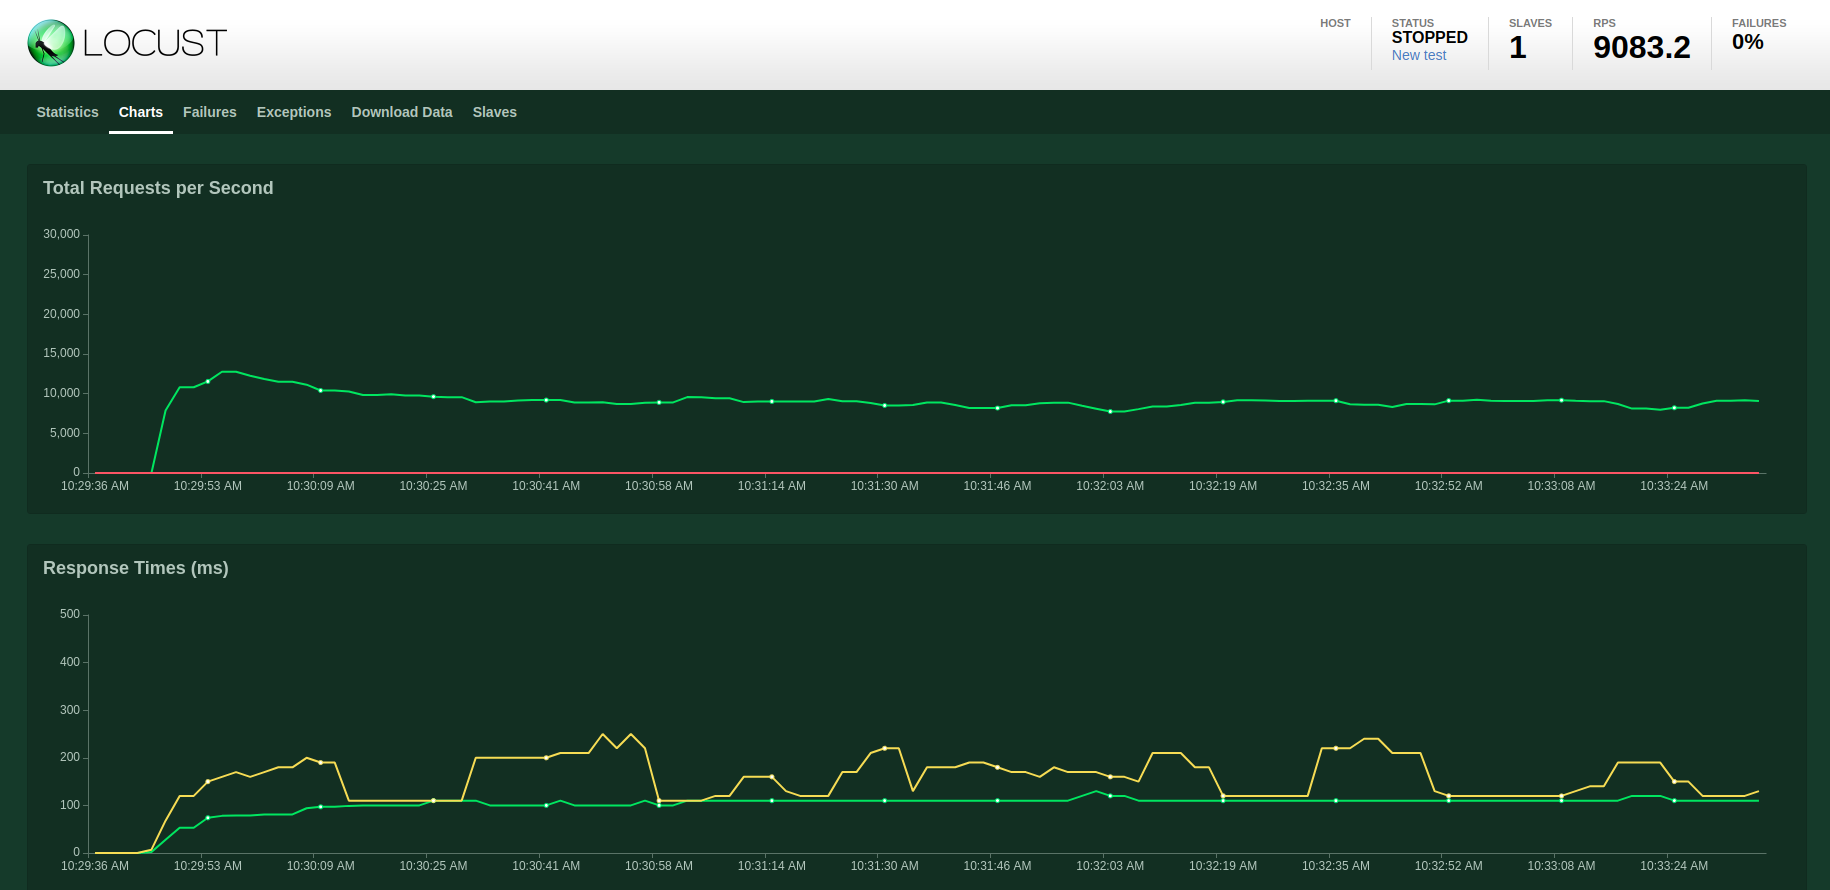 LOCUST
HOST
STATUS
STOPPED
New test
SLAVES
1
RPS
9083.2
FAILURES
0%
Statistics Charts Failures Exceptions Download Data Slaves
Total Requests per Second
30,000
25,000
20,000
15,000
10,000
5,000
0
10:29:36 AM 10:29:53 AM 10:30:09 AM 10:30:25 AM 10:30:41 AM 10:30:58 AM 10:31:14 AM 10:31:30 AM 10:31:46 AM 10:32:03 AM 10:32:19 AM 10:32:35 AM 10:32:52 AM 10:33:08 AM 10:33:24 AM
Response Times (ms)
500
400
300
200
100
0
10:29:36 AM 10:29:53 AM 10:30:09 AM 10:30:25 AM 10:30:41 AM 10:30:58 AM 10:31:14 AM 10:31:30 AM 10:31:46 AM 10:32:03 AM 10:32:19 AM 10:32:35 AM 10:32:52 AM 10:33:08 AM 10:33:24 AM